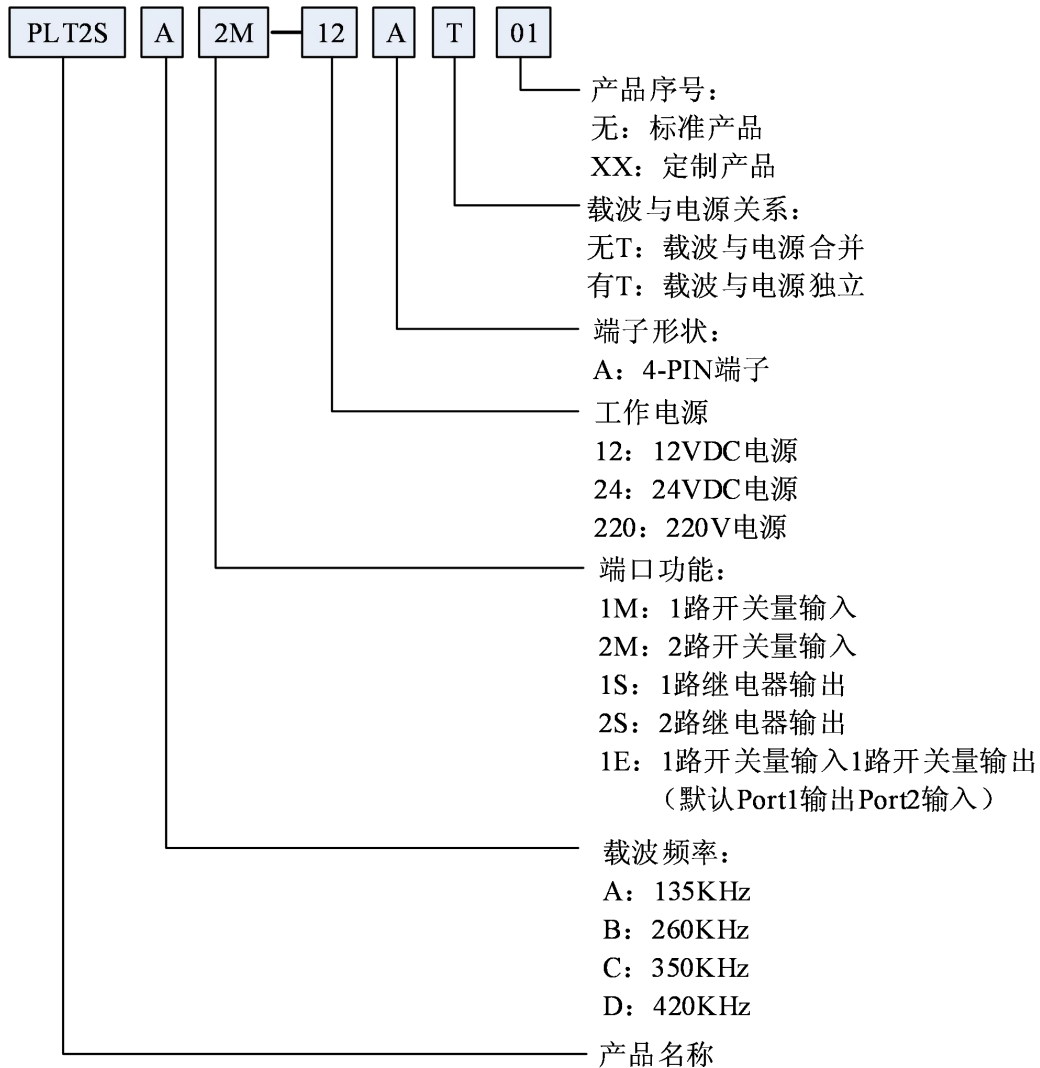 PLT2S A 2M — 12 A T 01
产品序号：
无：标准产品
XX：定制产品
载波与电源关系：
无T：载波与电源合并
有T：载波与电源独立
端子形状：
A：4-PIN端子
工作电源
12：12VDC电源
24：24VDC电源
220：220V电源
端口功能：
1M：1路开关量输入
2M：2路开关量输入
1S：1路继电器输出
2S：2路继电器输出
1E：1路开关量输入1路开关量输出
（默认Port1输出Port2输入）
载波频率：
A：135KHz
B：260KHz
C：350KHz
D：420KHz
产品名称